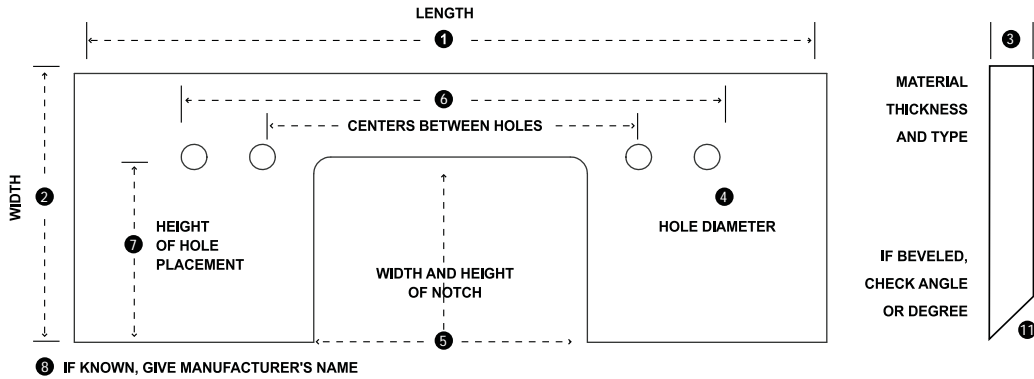 LENGTH
1
3
6
CENTERS BETWEEN HOLES
MATERIAL
THICKNESS
AND TYPE
WIDTH
2
4
HOLE DIAMETER
7
HEIGHT
OF HOLE
PLACEMENT
WIDTH AND HEIGHT
OF NOTCH
5
IF BEVELED,
CHECK ANGLE
OR DEGREE
11
8 IF KNOWN, GIVE MANUFACTURER'S NAME